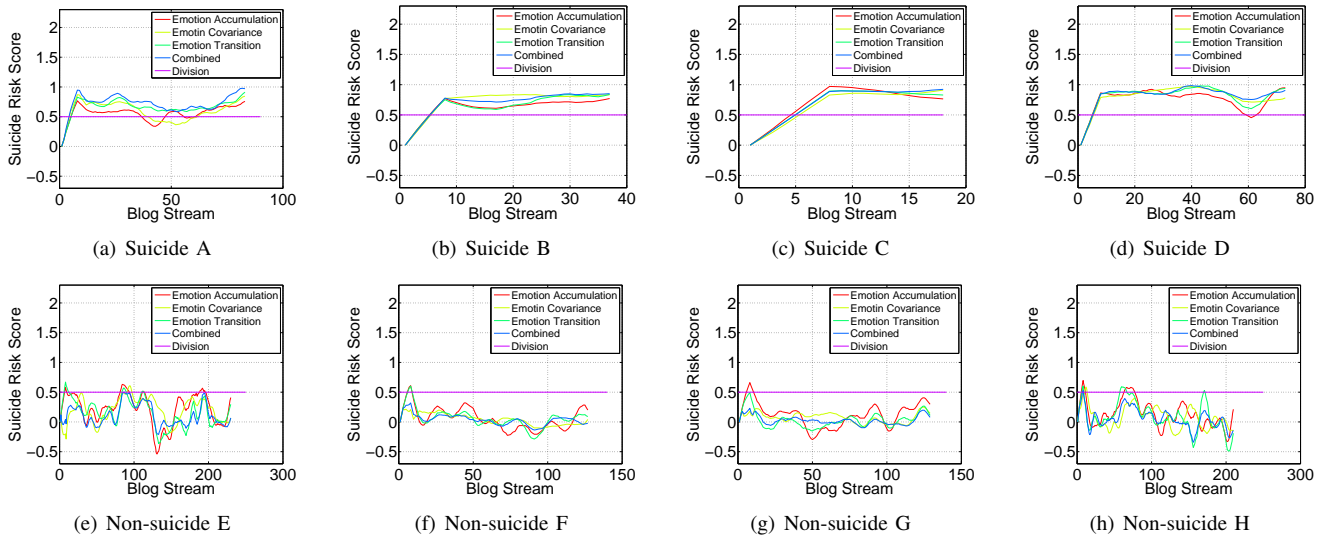 2
1.5
1
0.5
0
−0.5
Suicide Risk Score
Emotion Accumulation
Emotin Covariance
Emotion Transition
Combined
Division
0 50 100
Blog Stream
(a) Suicide A
2
1.5
1
0.5
0
−0.5
Suicide Risk Score
Emotion Accumulation
Emotin Covariance
Emotion Transition
Combined
Division
0 10 20 30 40
Blog Stream
(b) Suicide B
2
1.5
1
0.5
0
−0.5
Suicide Risk Score
Emotion Accumulation
Emotin Covariance
Emotion Transition
Combined
Division
0 5 10 15 20
Blog Stream
(c) Suicide C
2
1.5
1
0.5
0
−0.5
Suicide Risk Score
Emotion Accumulation
Emotin Covariance
Emotion Transition
Combined
Division
0 20 40 60 80
Blog Stream
(d) Suicide D
2
1.5
1
0.5
0
−0.5
Suicide Risk Score
Emotion Accumulation
Emotin Covariance
Emotion Transition
Combined
Division
0 100 200 300
Blog Stream
(e) Non-suicide E
2
1.5
1
0.5
0
−0.5
Suicide Risk Score
Emotion Accumulation
Emotin Covariance
Emotion Transition
Combined
Division
0 50 100 150
Blog Stream
(f) Non-suicide F
2
1.5
1
0.5
0
−0.5
Suicide Risk Score
Emotion Accumulation
Emotin Covariance
Emotion Transition
Combined
Division
0 50 100 150
Blog Stream
(g) Non-suicide G
2
1.5
1
0.5
0
−0.5
Suicide Risk Score
Emotion Accumulation
Emotin Covariance
Emotion Transition
Combined
Division
0 100 200 300
Blog Stream
(h) Non-suicide H